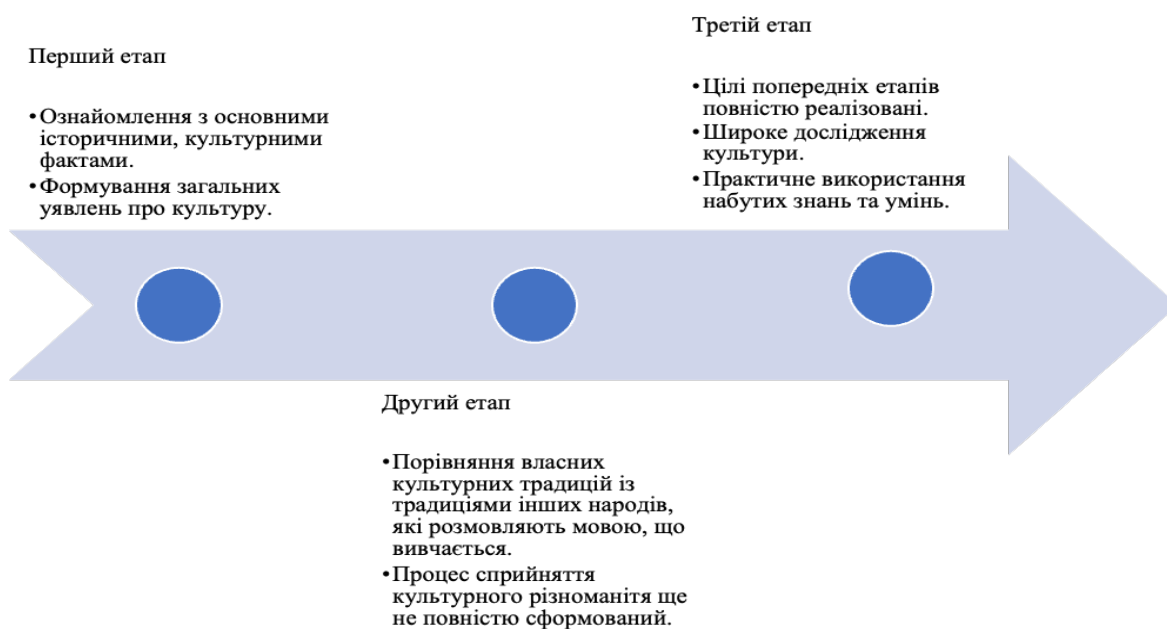 Перший етап
•Ознайомлення з основними
історичними, культурними
фактами.
•Формування загальних
уявлень про культуру.
Другий етап
•Порівняння власних
культурних традицій із
традиціями інших народів,
які розмовляють мовою, що
вивчається.
•Процес сприйняття
культурного різноманітя ще
не повністю сформований.
Третій етап
•Цілі попередніх етапів
повністю реалізовані.
•Широке дослідження
культури.
•Практичне використання
набутих знань та умінь.